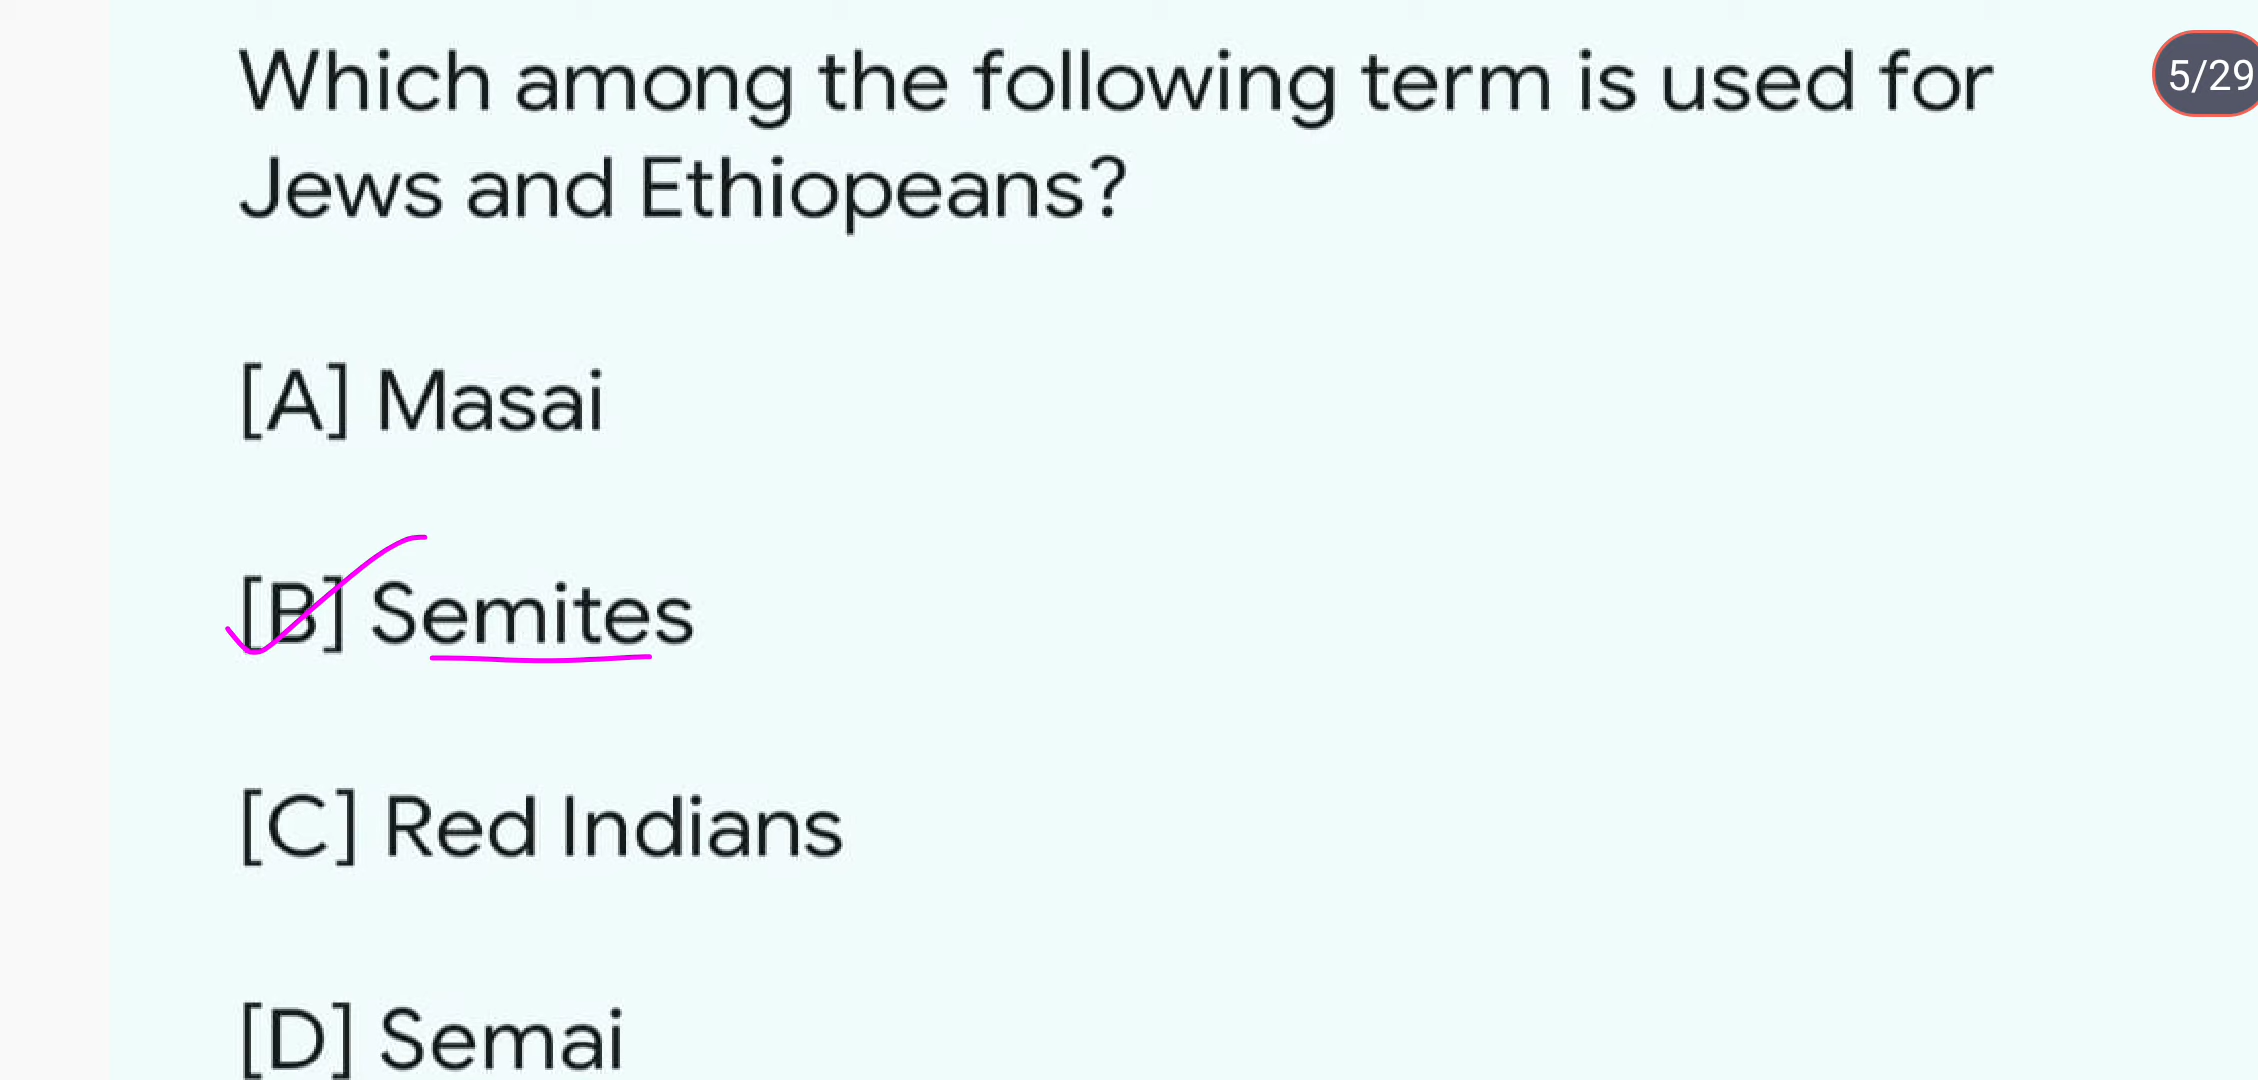 Which among the following term is used for
5/29
Jews and Ethiopeans?
[A] Masai
[B] Semites
[C] Red Indians
[D] Semai